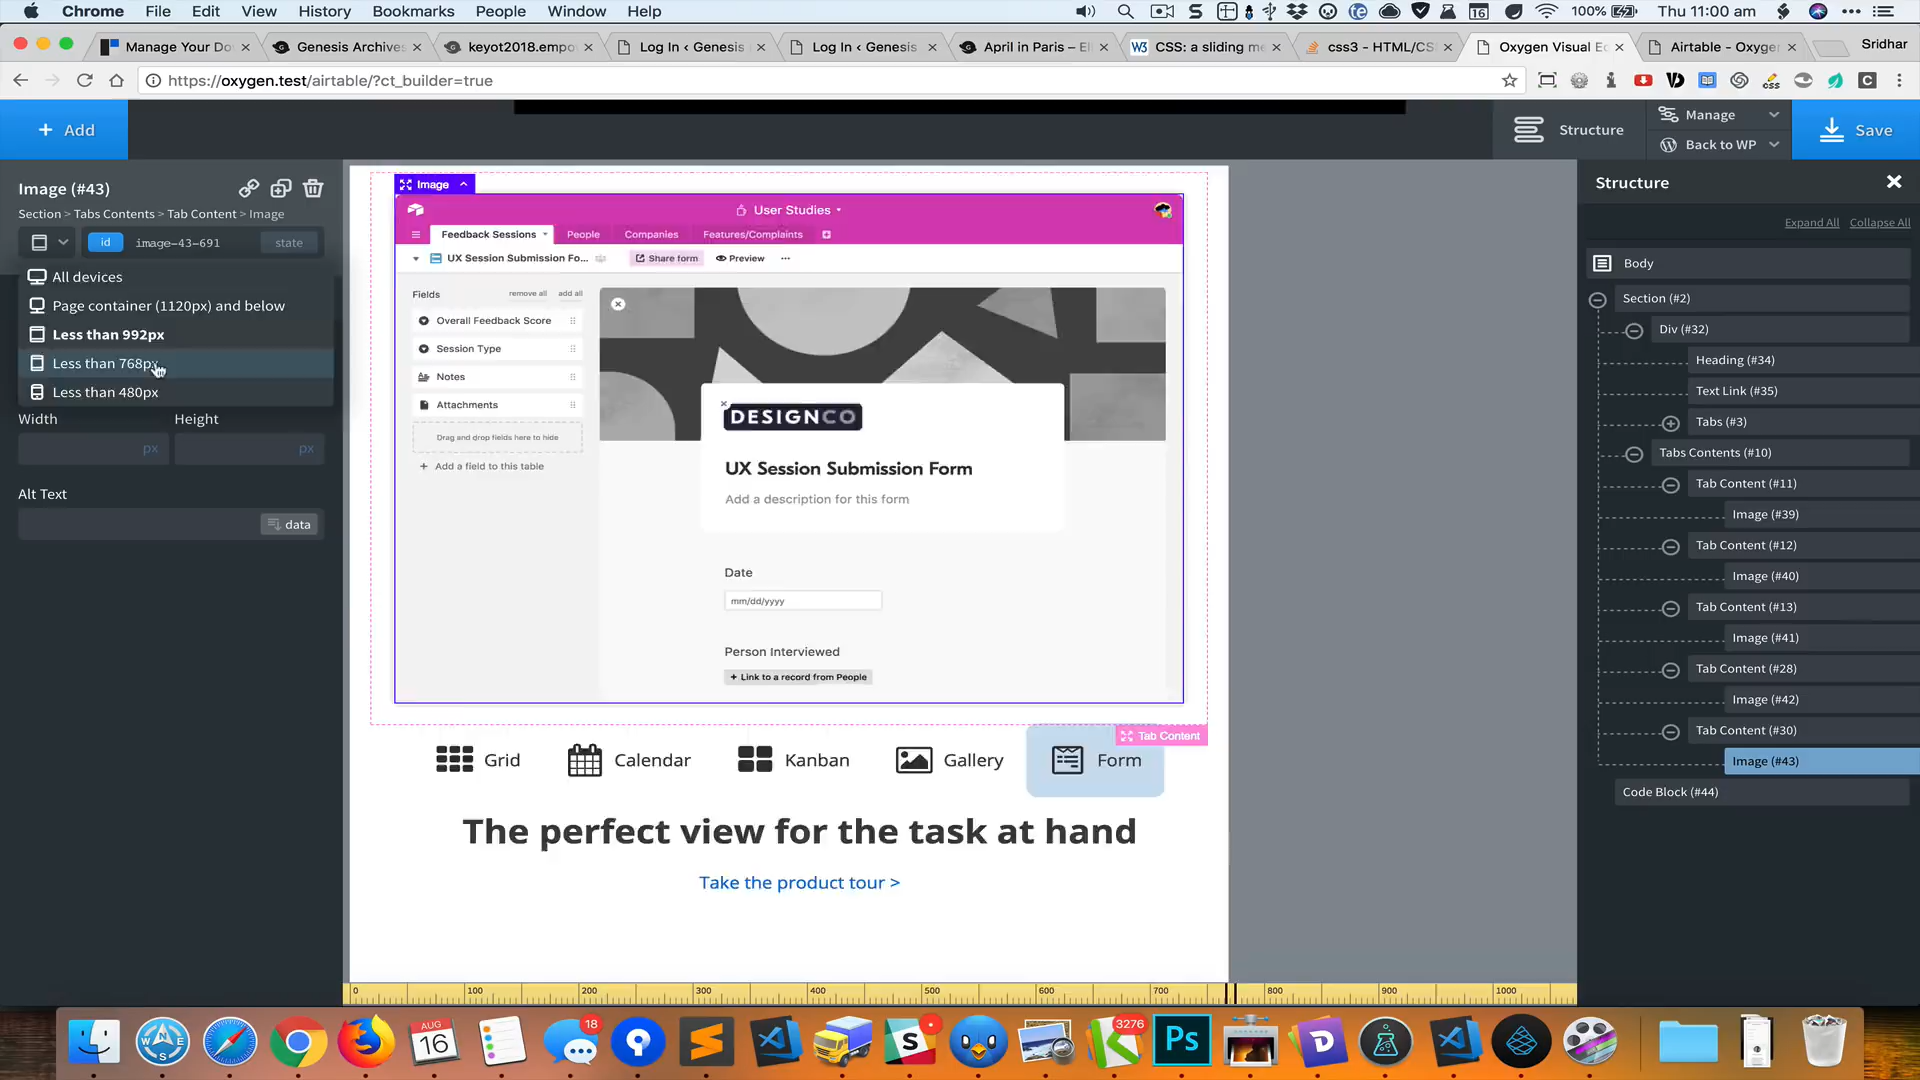 Chrome File Edit View History Bookmarks People Window Help 16 100% Thu 11:00 am
Manage Your Do Genesis Archives keyot2018.empo Log In ‹ Genesis Log In ‹ Genesis April in Paris – El CSS: a sliding me css3 - HTML/CS Oxygen Visual E Airtable - Oxyge Sridhar
https://oxygen.test/airtable/?ct_builder=true
+ Add
Structure
Manage
Back to WP
Save
Image (#43)
Section > Tabs Contents > Tab Content > Image
id image-43-691 state
All devices
Page container (1120px) and below
Less than 992px
Less than 768px
Less than 480px
Width Height
px px
Alt Text
data
Image
User Studies
Feedback Sessions People Companies Features/Complaints
UX Session Submission Fo... Share form Preview ...
Fields remove all add all
Overall Feedback Score
Session Type
Notes
Attachments
Drag and drop fields here to hide
+ Add a field to this table
DESIGNCO
UX Session Submission Form
Add a description for this form
Date
mm/dd/yyyy
Person Interviewed
+ Link to a record from People
Tab Content
Grid Calendar Kanban Gallery Form
The perfect view for the task at hand
Take the product tour >
0 100 200 300 400 500 600 700 800 900 1000
Structure
Expand All Collapse All
Body
Section (#2)
Div (#32)
Heading (#34)
Text Link (#35)
Tabs (#3)
Tabs Contents (#10)
Tab Content (#11)
Image (#39)
Tab Content (#12)
Image (#40)
Tab Content (#13)
Image (#41)
Tab Content (#28)
Image (#42)
Tab Content (#30)
Image (#43)
Code Block (#44)
AUG
16
18
3276
Ps